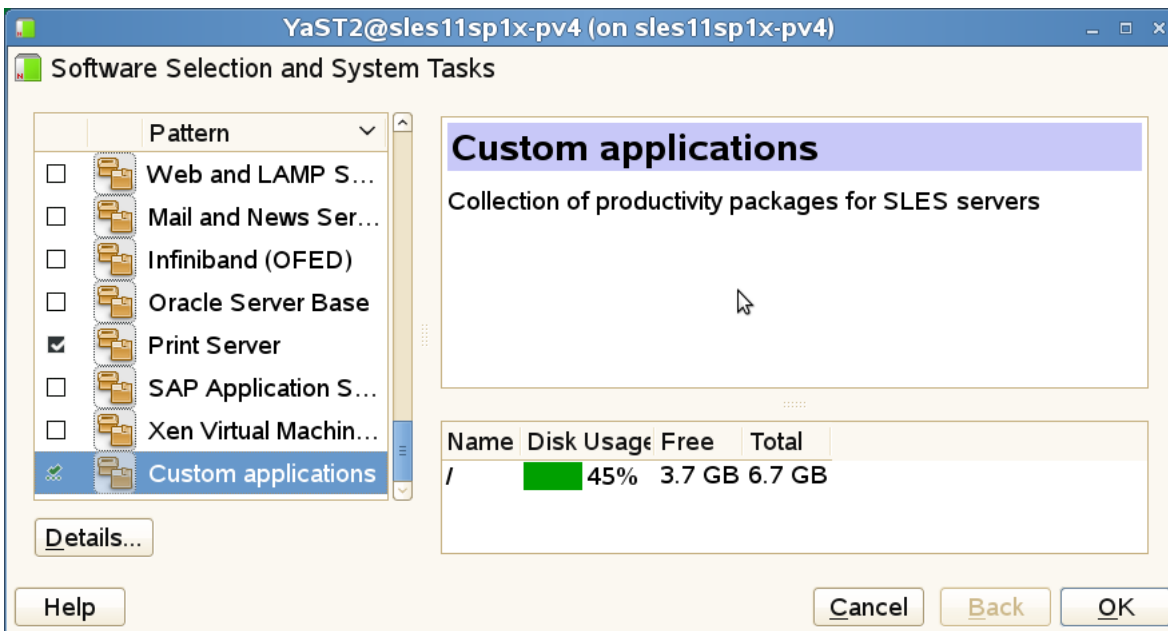 YaST2@sles11sp1x-pv4 (on sles11sp1x-pv4)
Software Selection and System Tasks
Pattern
Web and LAMP S...
Mail and News Ser...
Infiniband (OFED)
Oracle Server Base
Print Server
SAP Application S...
Xen Virtual Machin...
Custom applications
Details...
Custom applications
Collection of productivity packages for SLES servers
Name Disk Usage Free Total
/ 45% 3.7 GB 6.7 GB
Help Cancel Back OK